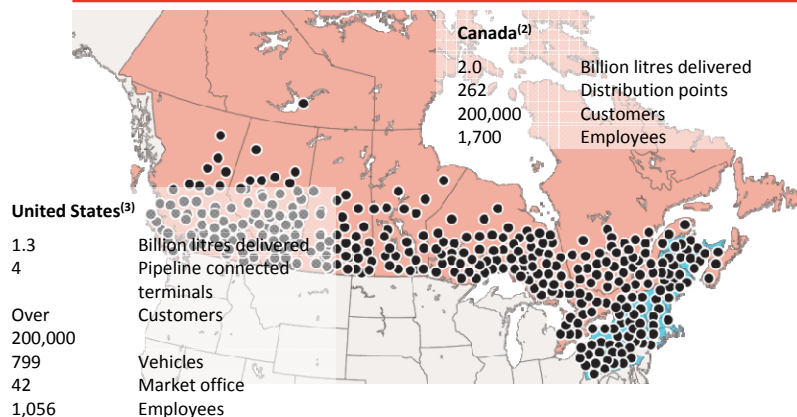 Canada(2)
2.0 Billion litres delivered
262 Distribution points
200,000 Customers
1,700 Employees
United States(3)
1.3 Billion litres delivered
4 Pipeline connected
terminals
Over Customers
200,000
799 Vehicles
42 Market office
1,056 Employees